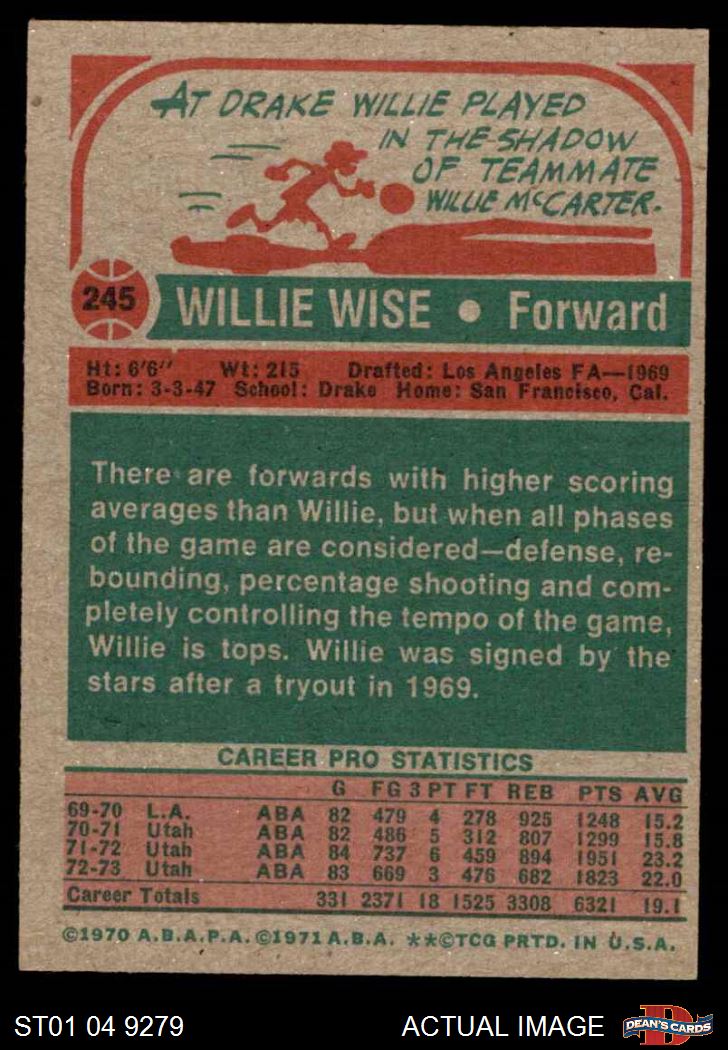 AT DRAKE WILLIE PLAYED
IN THE SHADOW
OF TEAMMATE
WILLIE McCARTER.
245
WILLIE WISE • Forward
Ht: 6'6" Wt: 215 Drafted: Los Angeles FA—1969
Born: 3-3-47 School: Drake Home: San Francisco, Cal.
There are forwards with higher scoring
averages than Willie, but when all phases
of the game are considered—defense, re-
bounding, percentage shooting and com-
pletely controlling the tempo of the game,
Willie is tops. Willie was signed by the
stars after a tryout in 1969.
CAREER PRO STATISTICS
G FG 3 PT FT REB PTS AVG
69-70 L.A. ABA 82 479 4 278 925 1248 15.2
70-71 Utah ABA 82 486 5 312 807 1299 15.8
71-72 Utah ABA 84 737 6 459 894 1951 23.2
72-73 Utah ABA 83 669 3 476 682 1823 22.0
Career Totals 331 2371 18 1525 3308 6321 19.1
©1970 A.B.A.P.A. ©1971 A.B.A. **©TCG PRTD. IN U.S.A.
ST01 04 9279 ACTUAL IMAGE D DEAN'S CARDS